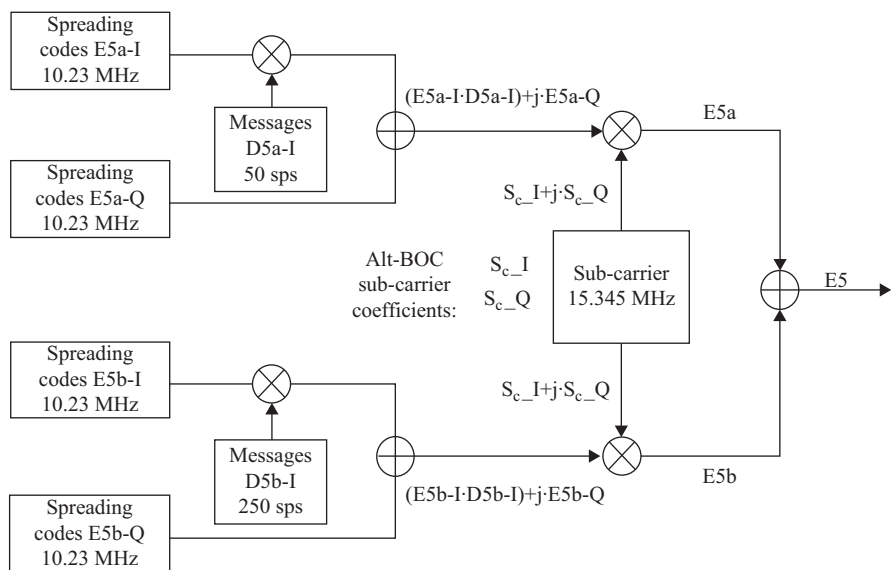 Spreading
codes E5a-I
10.23 MHz
(E5a-I·D5a-I)+j·E5a-Q
E5a
Messages
D5a-I
50 sps
Spreading
codes E5a-Q
10.23 MHz
S_c_I+j·S_c_Q
Alt-BOC
sub-carrier
coefficients:
S_c_I
S_c_Q
Sub-carrier
15.345 MHz
E5
Spreading
codes E5b-I
10.23 MHz
S_c_I+j·S_c_Q
Messages
D5b-I
250 sps
(E5b-I·D5b-I)+j·E5b-Q
E5b
Spreading
codes E5b-Q
10.23 MHz